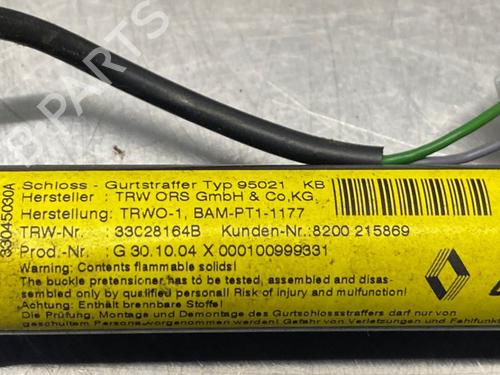 B-PARTS
33045030A
Schloss - Gurtstraffer Typ 95021 KB
Hersteller : TRW ORS GmbH & Co,KG
Herstellung: TRWO-1, BAM-PT1-1177
TRW-Nr. : 33C28164B Kunden-Nr.:8200 215869
Prod.-Nr. : G 30.10.04 X 000100999331
Warning: Contents flammable solids!
The buckle pretensioner has to be tested, assembled and disas-
sembled only by qualified personal! Risk of injury and mulfunction!
Achtung: Enthält brennbare Stoffe!
Die Prüfung, Montage und Demontage des Gurtschlosstraffers darf nur von
geschultem Personal vorgenommen werden! Gefahr von Verletzungen und Fehlfunkt